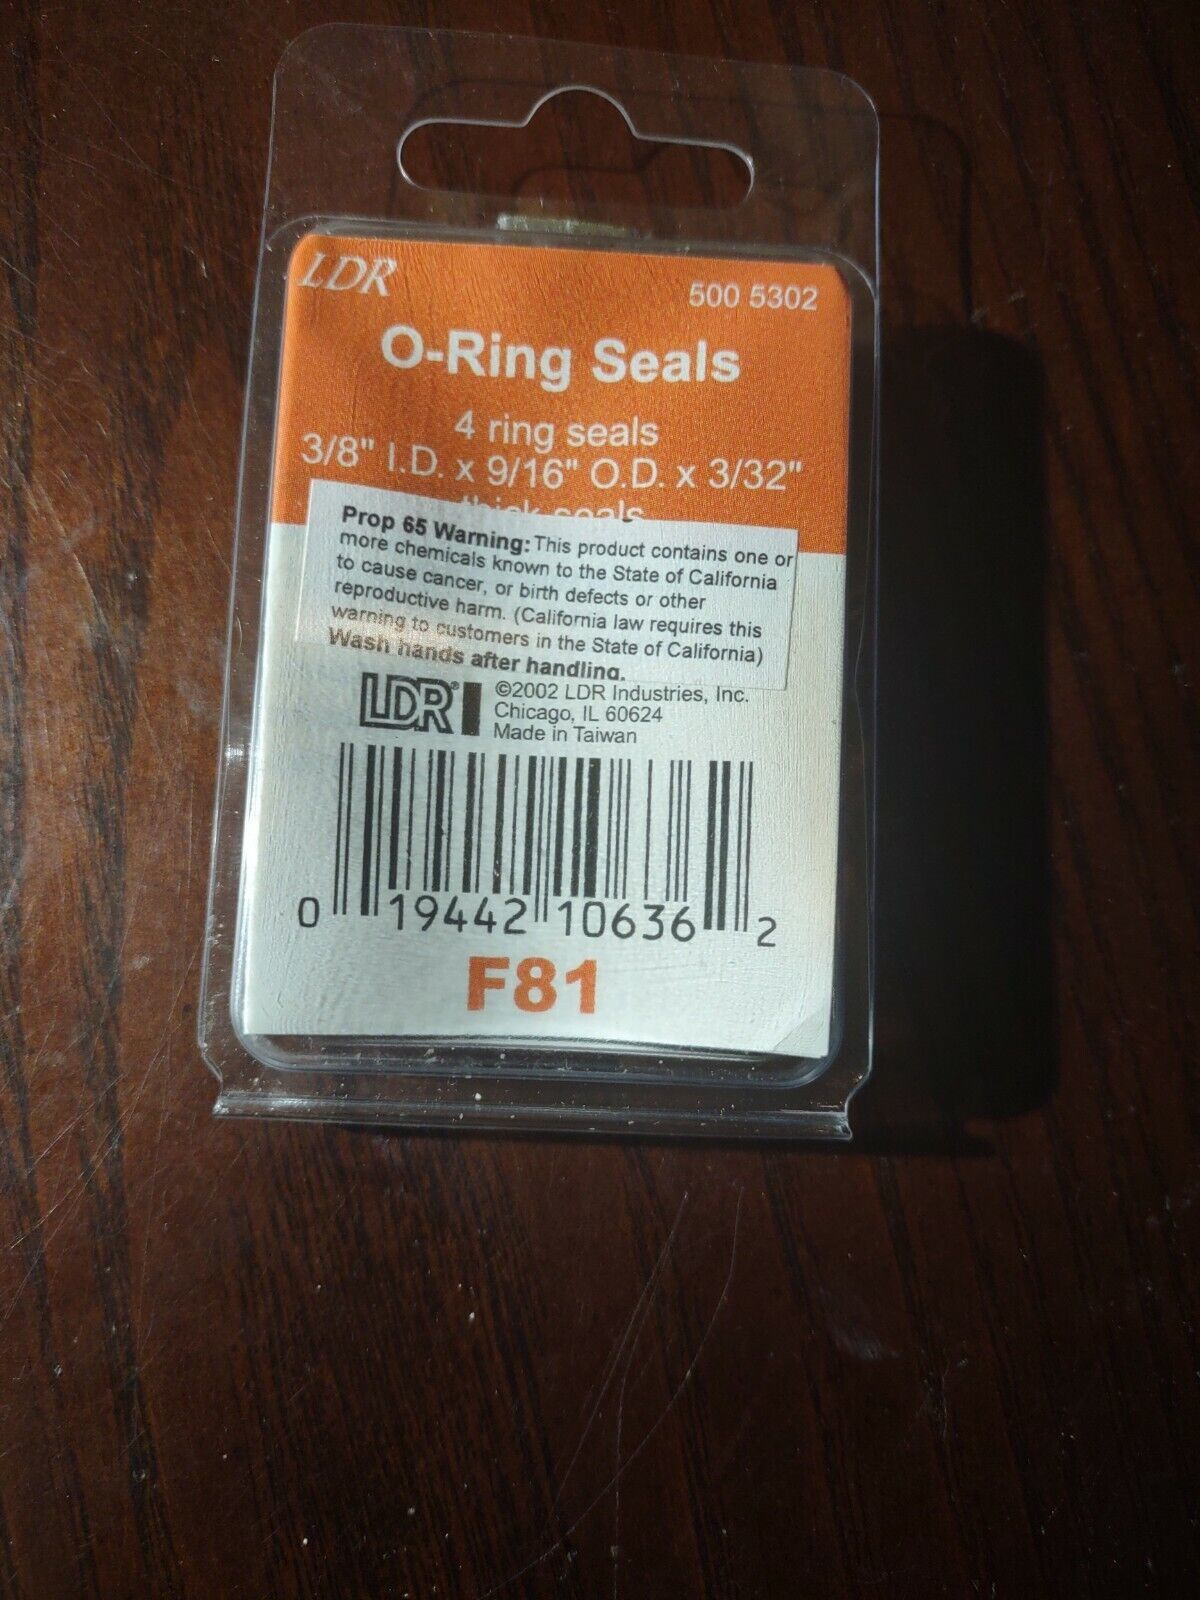 LDR
500 5302
O-Ring Seals
4 ring seals
3/8" I.D. x 9/16" O.D. x 3/32"
thick seals
Prop 65 Warning: This product contains one or
more chemicals known to the State of California
to cause cancer, or birth defects or other
reproductive harm. (California law requires this
warning to customers in the State of California)
Wash hands after handling.
LDR®
©2002 LDR Industries, Inc.
Chicago, IL 60624
Made in Taiwan
0 19442 10636 2
F81